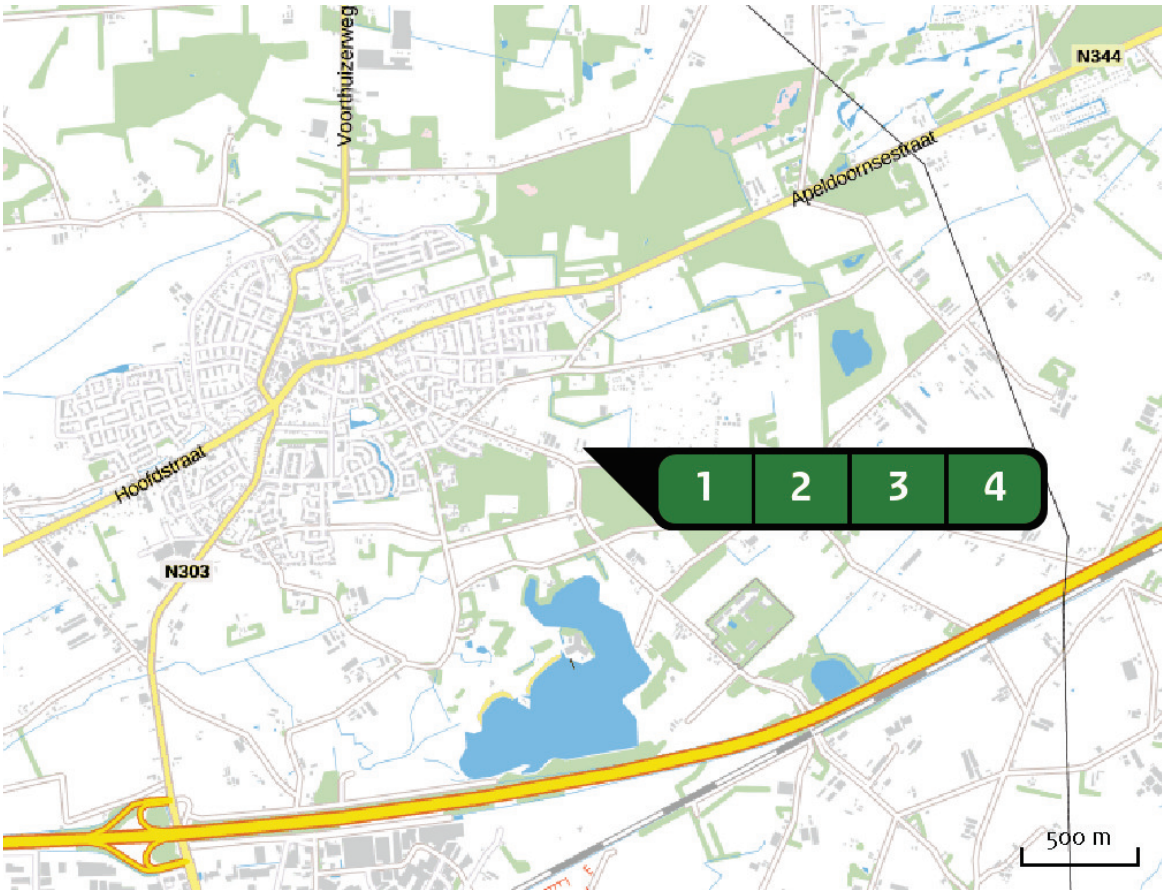 Voorthuizerweg
N344
Apeldoornsestraat
Hoofdstraat
1 2 3 4
N303
500 m